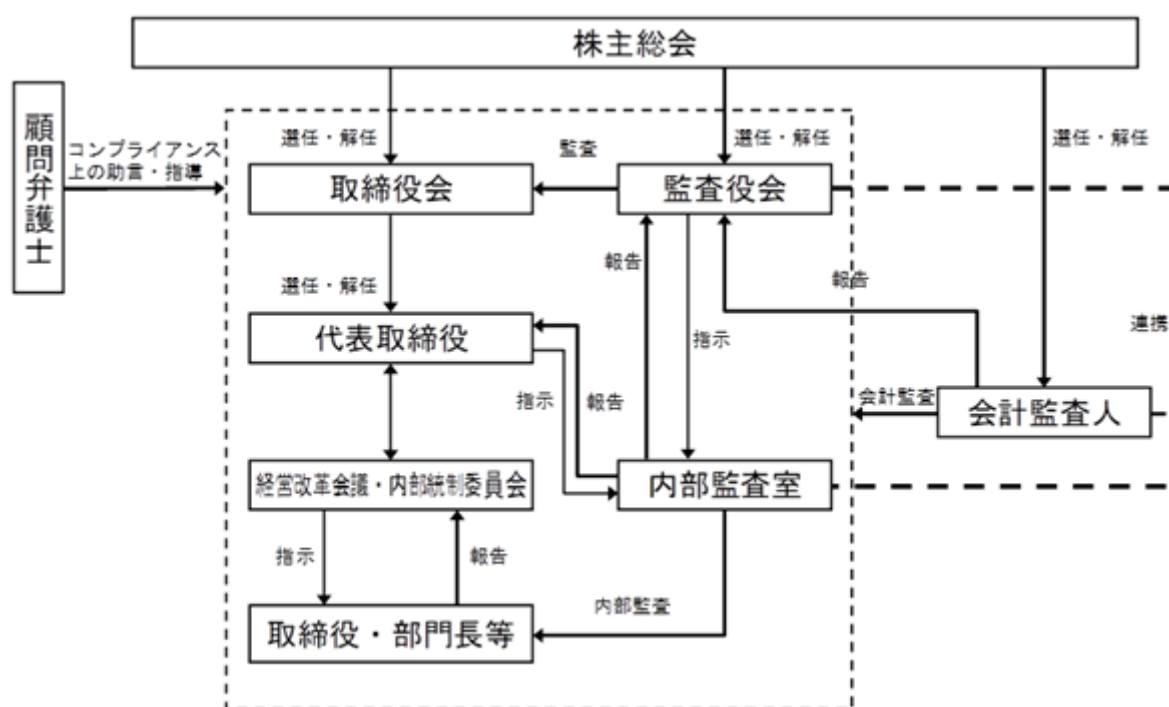 株主総会
顧問弁護士
コンプライアンス
上の助言・指導
選任・解任
監査
選任・解任
選任・解任
取締役会
監査役会
報告
報告
選任・解任
連携
代表取締役
指示
指示
報告
会計監査
会計監査人
経営改革会議・内部統制委員会
内部監査室
指示
報告
内部監査
取締役・部門長等